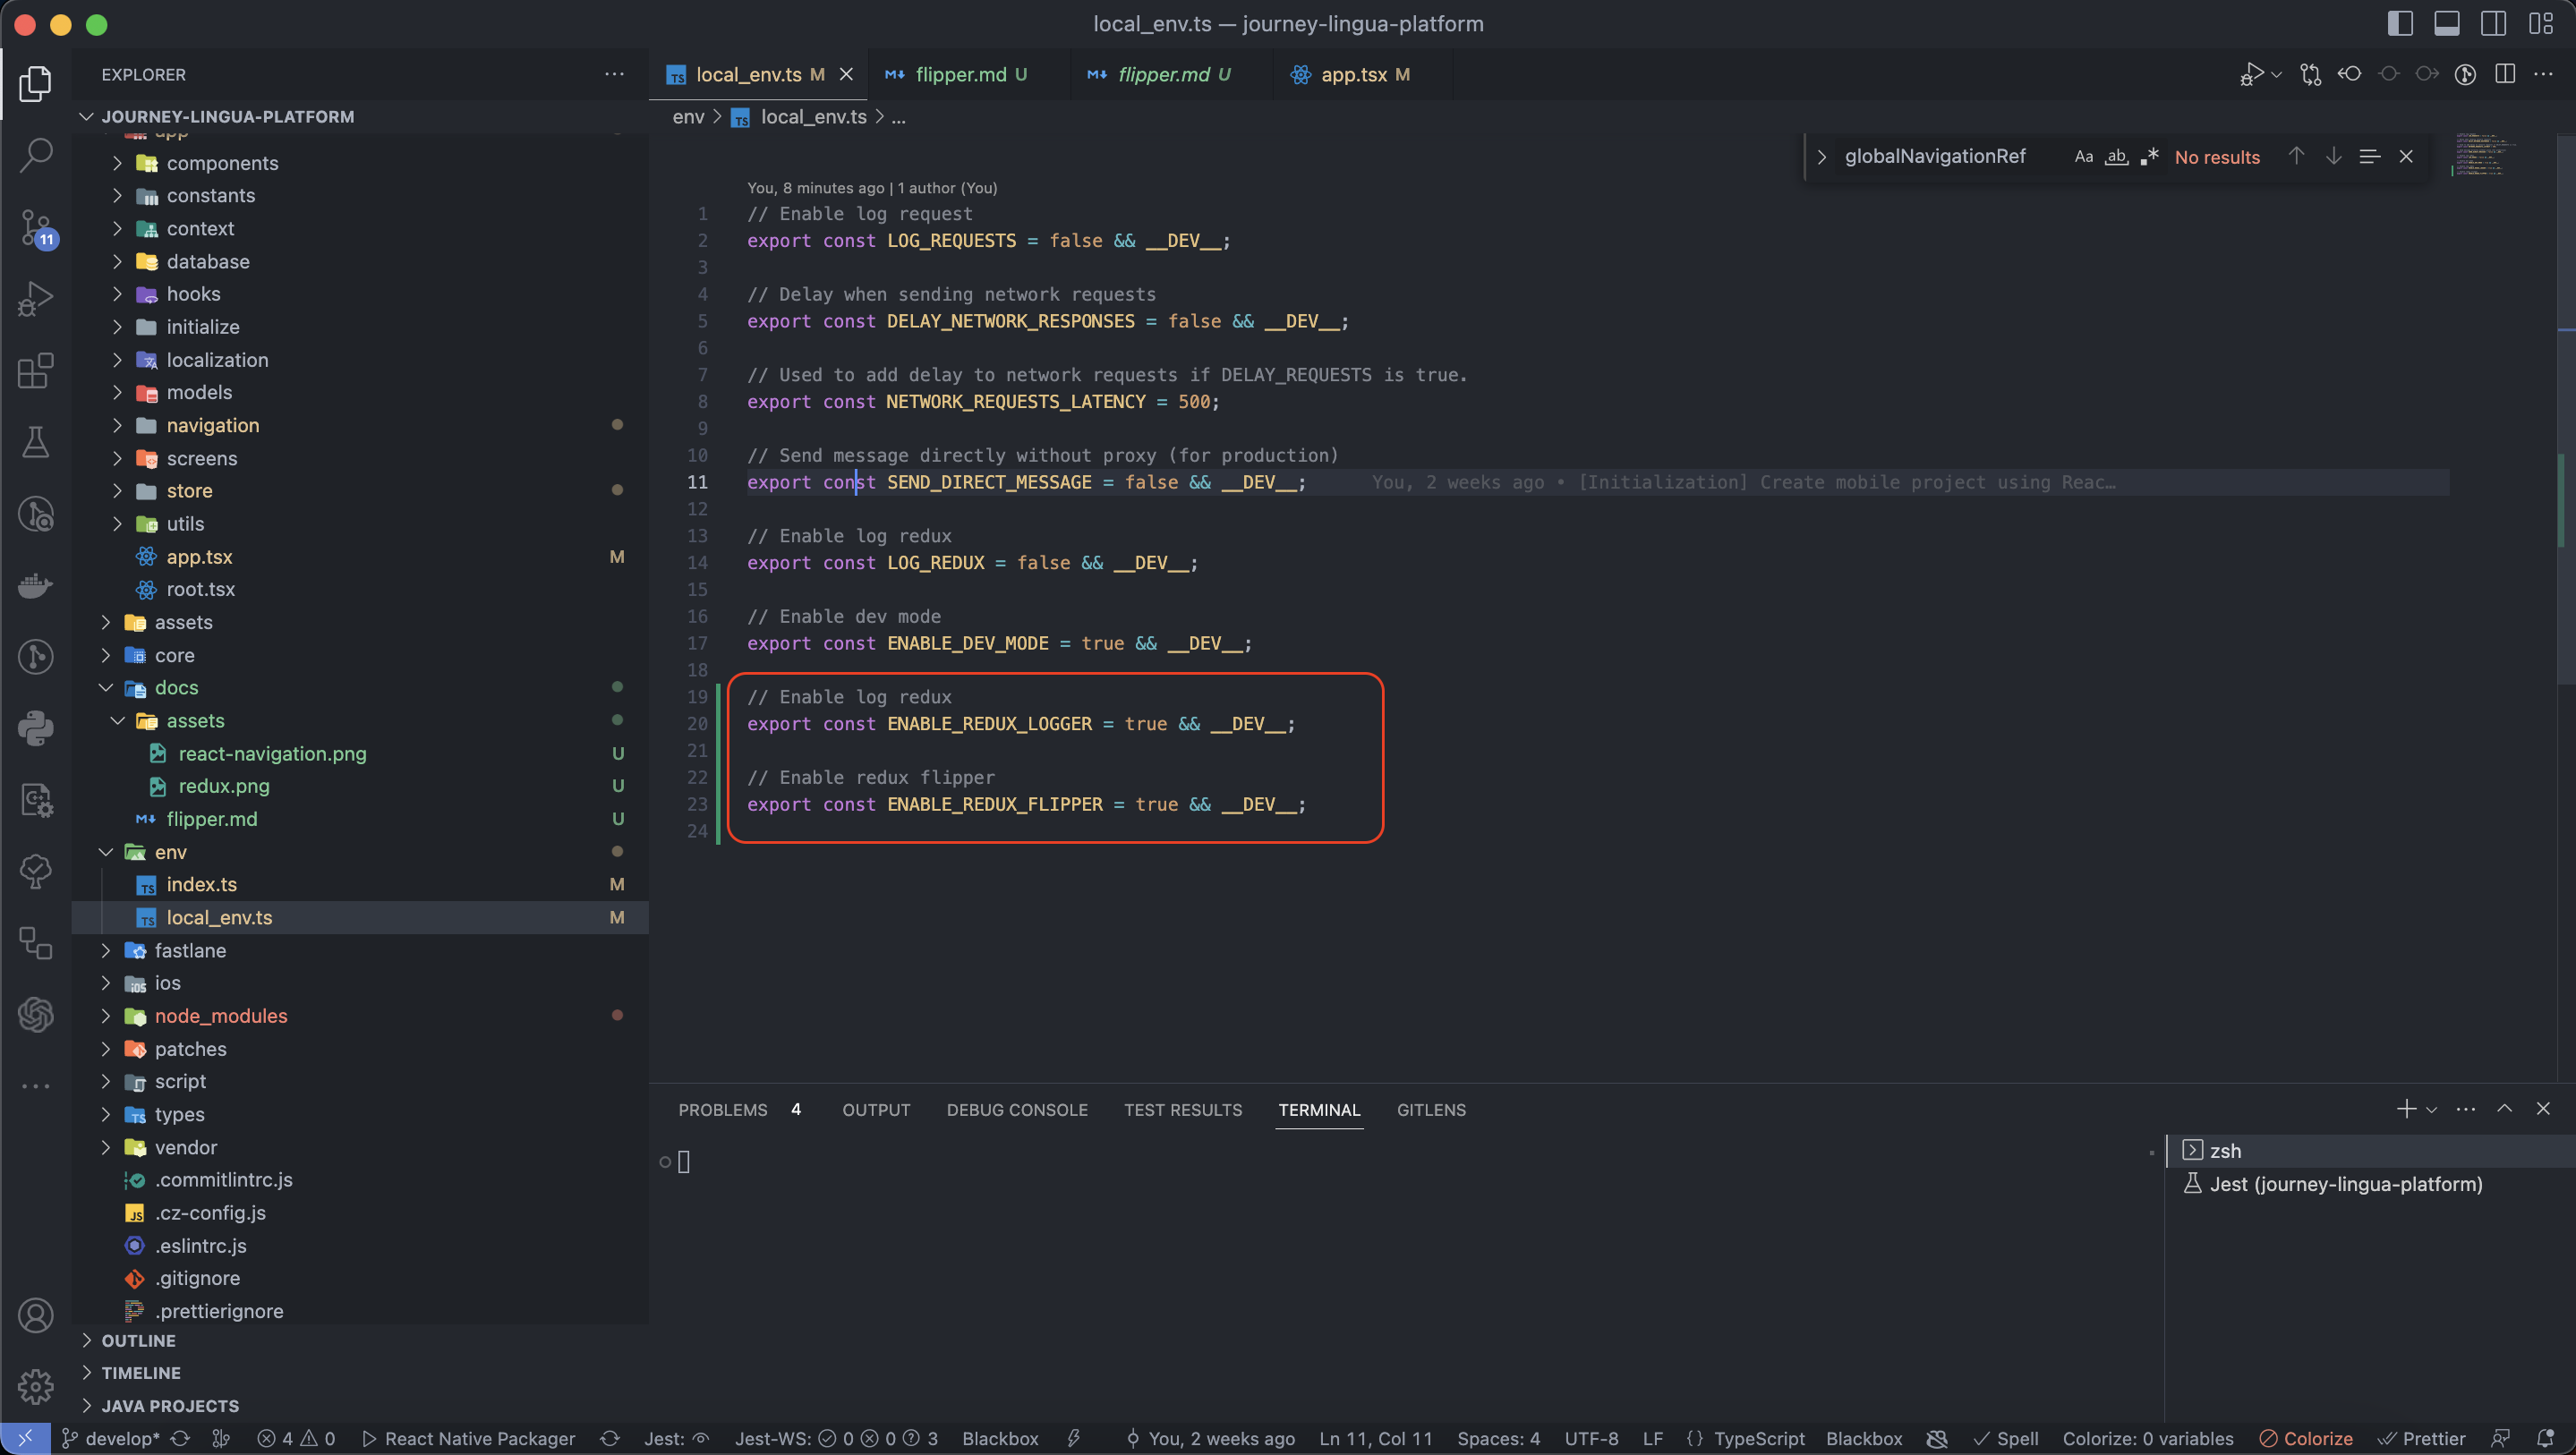 local_env.ts — journey-lingua-platform
EXPLORER
local_env.ts M
flipper.md U
flipper.md U
app.tsx M
JOURNEY-LINGUA-PLATFORM
env > local_env.ts > ...
app
components
constants
context
database
hooks
initialize
localization
models
navigation
screens
store
utils
app.tsx M
root.tsx
assets
core
docs
assets
react-navigation.png U
redux.png U
flipper.md U
env
index.ts M
local_env.ts M
fastlane
ios
node_modules
patches
script
types
vendor
.commitlintrc.js
.cz-config.js
.eslintrc.js
.gitignore
.prettierignore
OUTLINE
TIMELINE
JAVA PROJECTS
11
globalNavigationRef
Aa ab No results
You, 8 minutes ago | 1 author (You)
1 // Enable log request
2 export const LOG_REQUESTS = false && __DEV__;
3
4 // Delay when sending network requests
5 export const DELAY_NETWORK_RESPONSES = false && __DEV__;
6
7 // Used to add delay to network requests if DELAY_REQUESTS is true.
8 export const NETWORK_REQUESTS_LATENCY = 500;
9
10 // Send message directly without proxy (for production)
11 export const SEND_DIRECT_MESSAGE = false && __DEV__; You, 2 weeks ago • [Initialization] Create mobile project using Reac…
12
13 // Enable log redux
14 export const LOG_REDUX = false && __DEV__;
15
16 // Enable dev mode
17 export const ENABLE_DEV_MODE = true && __DEV__;
18
19 // Enable log redux
20 export const ENABLE_REDUX_LOGGER = true && __DEV__;
21
22 // Enable redux flipper
23 export const ENABLE_REDUX_FLIPPER = true && __DEV__;
24
PROBLEMS 4 OUTPUT DEBUG CONSOLE TEST RESULTS TERMINAL GITLENS
zsh
Jest (journey-lingua-platform)
develop* 4 0 React Native Packager Jest: Jest-WS: 0 0 3 Blackbox You, 2 weeks ago Ln 11, Col 11 Spaces: 4 UTF-8 LF {} TypeScript Blackbox Spell Colorize: 0 variables Colorize Prettier